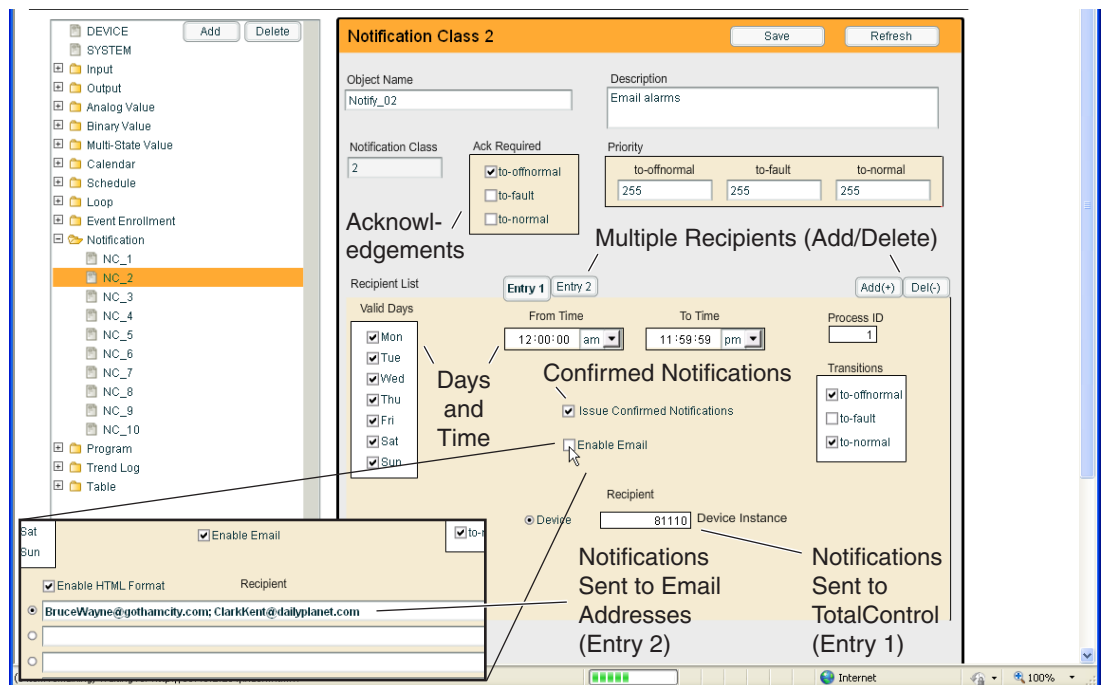 DEVICE
Add
Delete
SYSTEM
Input
Output
Analog Value
Binary Value
Multi-State Value
Calendar
Schedule
Loop
Event Enrollment
Notification
NC_1
NC_2
NC_3
NC_4
NC_5
NC_6
NC_7
NC_8
NC_9
NC_10
Program
Trend Log
Table
Notification Class 2
Save
Refresh
Object Name
Notify_02
Description
Email alarms
Notification Class
2
Ack Required
to-offnormal
to-fault
to-normal
Priority
to-offnormal
to-fault
to-normal
255
255
255
Acknowl-
edgements
Multiple Recipients (Add/Delete)
Recipient List
Entry 1
Entry 2
Add(+)
Del(-)
Valid Days
Mon
Tue
Wed
Thu
Fri
Sat
Sun
From Time
12:00:00 am
To Time
11:59:59 pm
Process ID
1
Days
and
Time
Confirmed Notifications
Issue Confirmed Notifications
Enable Email
Transitions
to-offnormal
to-fault
to-normal
Recipient
Device
81110
Device Instance
Notifications
Sent to Email
Addresses
(Entry 2)
Notifications
Sent to
TotalControl
(Entry 1)
Sat
Sun
Enable Email
Enable HTML Format
Recipient
BruceWayne@gothamcity.com; ClarkKent@dailyplanet.com
Internet
100%